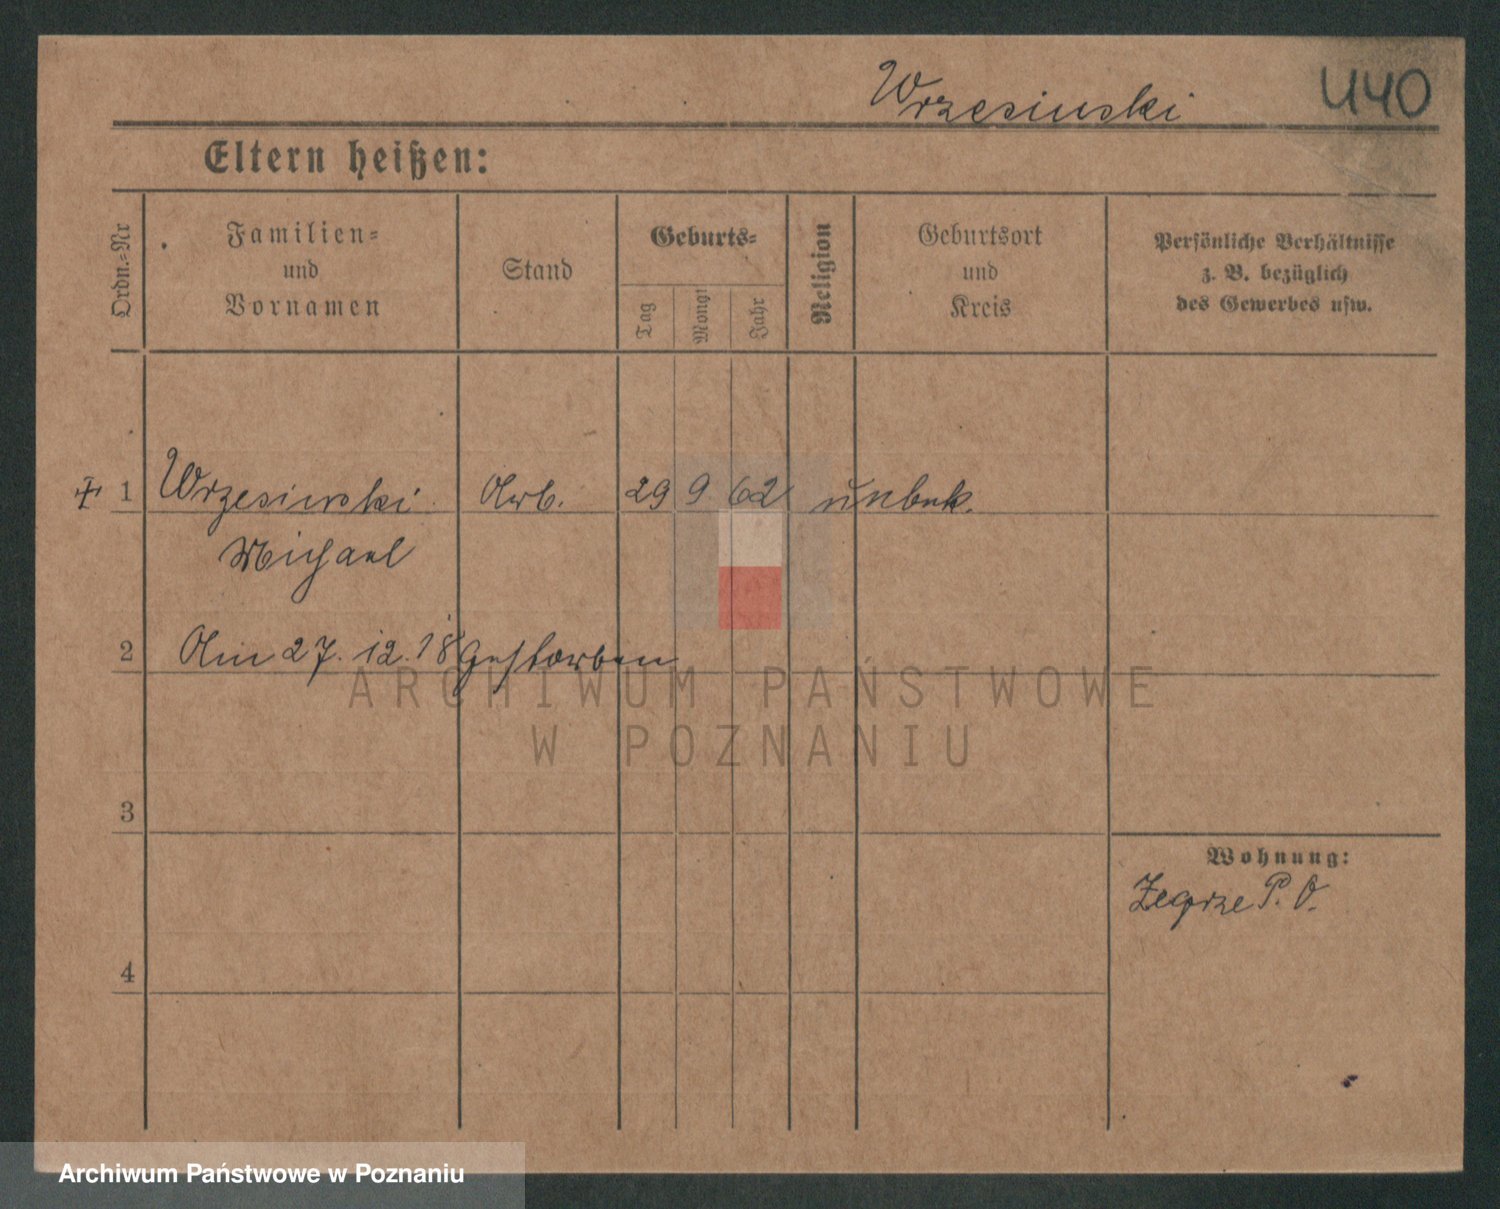 Wrzesinski
U40
Eltern heißen:
Ordn.-Nr
Familien-
und
Vornamen
Stand
Geburts-
Tag
Monat
Jahr
Religion
Geburtsort
und
Kreis
Persönliche Verhältnisse
z. B. bezüglich
des Gewerbes usw.
1 Wrzesinski Arb. 29 9 62 unbek.
Michael
2 Am 27. 12. 18 Gestorben
ARCHIWUM PAŃSTWOWE
W POZNANIU
3
Wohnung:
Zegrze P. O.
4
Archiwum Państwowe w Poznaniu